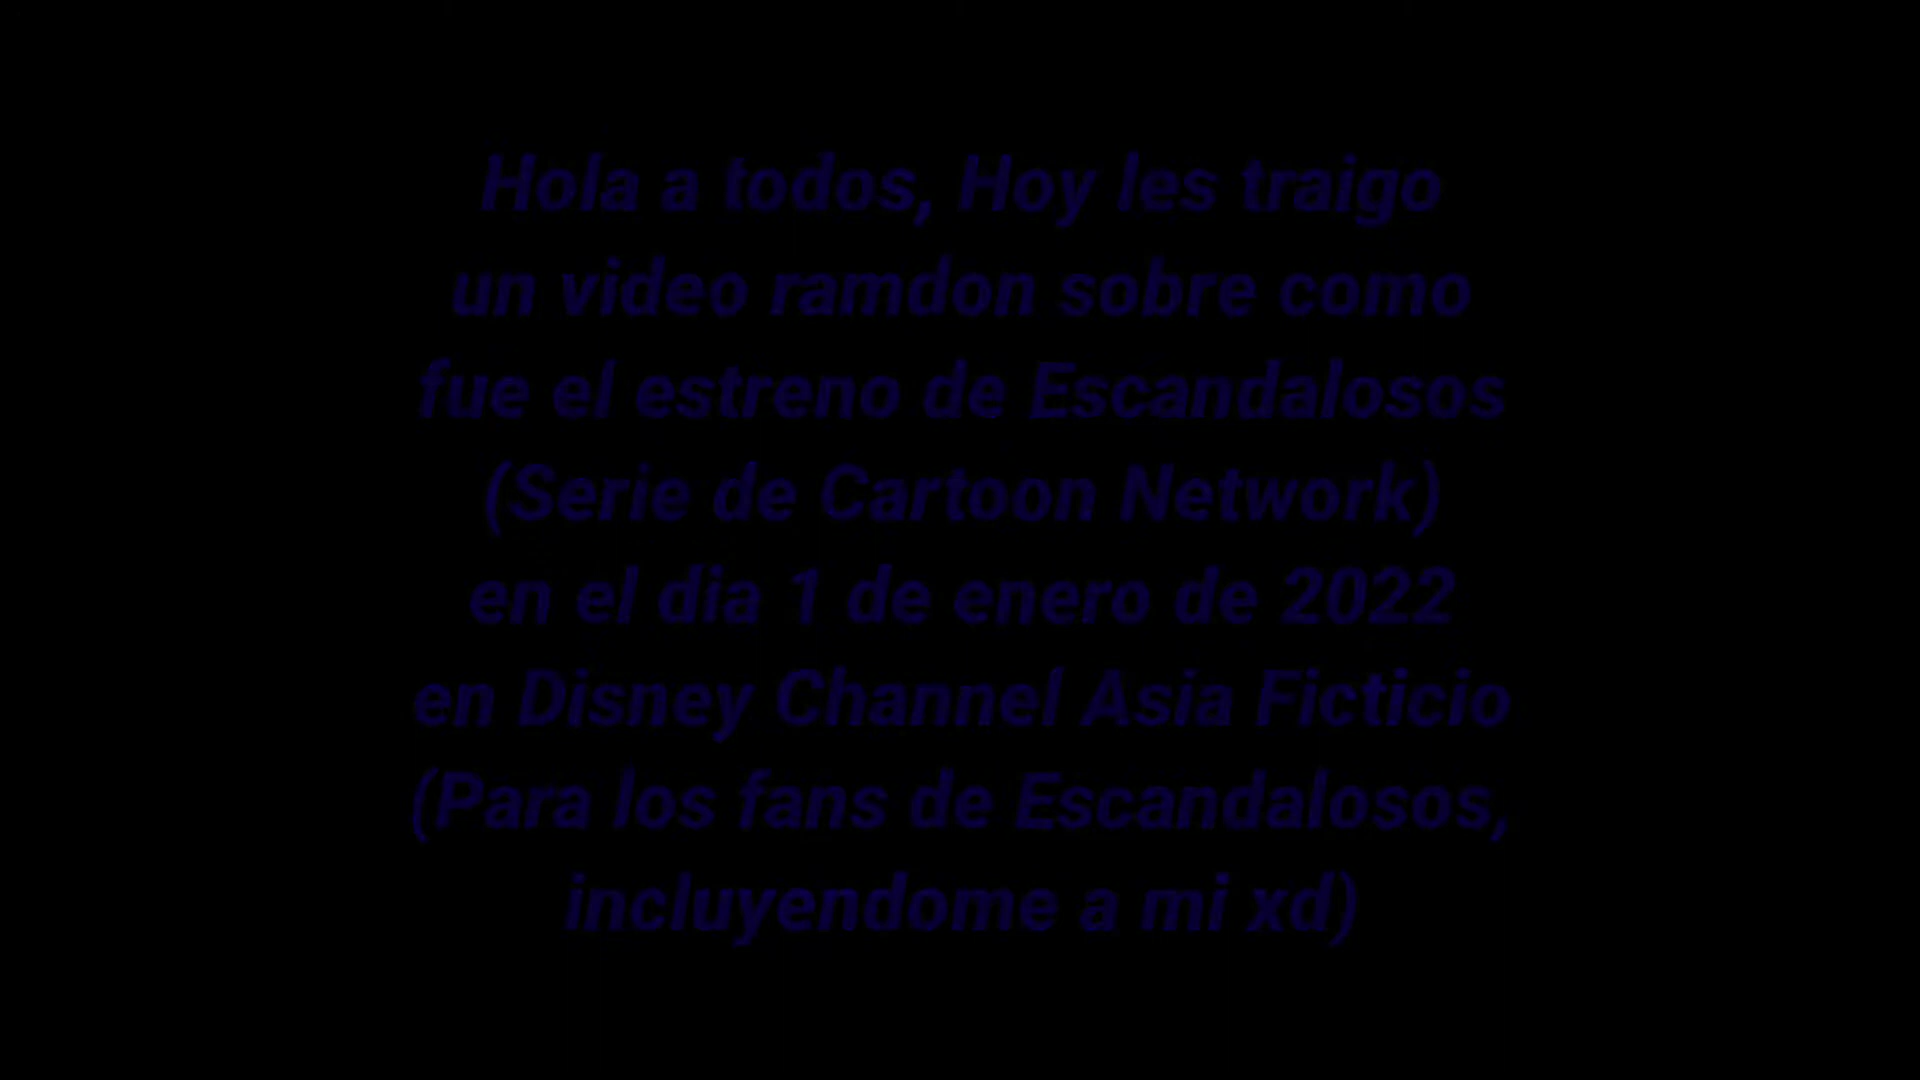 Hola a todos, Hoy les traigo
un video ramdon sobre como
fue el estreno de Escandalosos
(Serie de Cartoon Network)
en el dia 1 de enero de 2022
en Disney Channel Asia Ficticio
(Para los fans de Escandalosos,
incluyendome a mi xd)